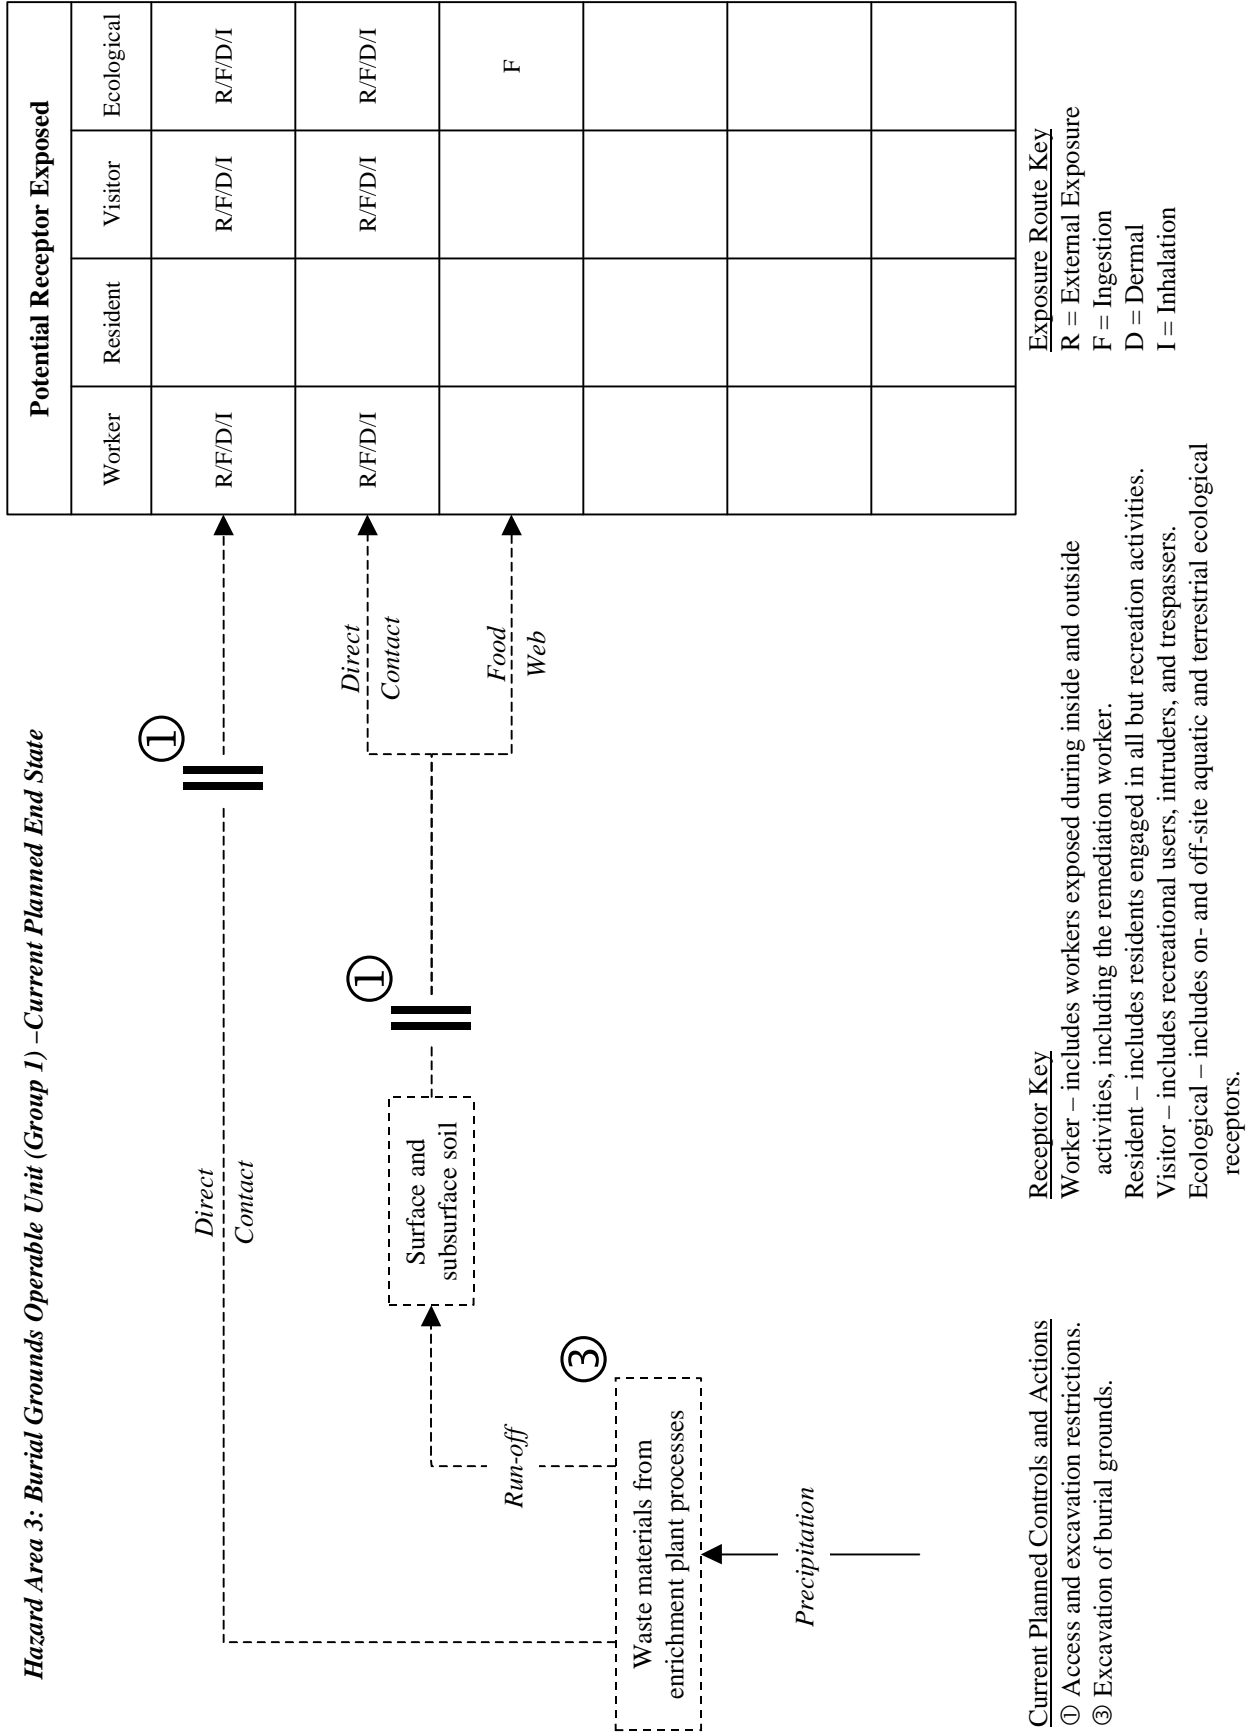 Hazard Area 3: Burial Grounds Operable Unit (Group 1) –Current Planned End State
Potential Receptor Exposed
Worker Resident Visitor Ecological
Direct
Contact
①
R/F/D/I R/F/D/I R/F/D/I
Direct
Contact
①
R/F/D/I R/F/D/I R/F/D/I
Surface and
subsurface soil
Food
Web
F
Run-off
③
Waste materials from
enrichment plant processes
Precipitation
Current Planned Controls and Actions
① Access and excavation restrictions.
③ Excavation of burial grounds.
Receptor Key
Worker – includes workers exposed during inside and outside
activities, including the remediation worker.
Resident – includes residents engaged in all but recreation activities.
Visitor – includes recreational users, intruders, and trespassers.
Ecological – includes on- and off-site aquatic and terrestrial ecological
receptors.
Exposure Route Key
R = External Exposure
F = Ingestion
D = Dermal
I = Inhalation